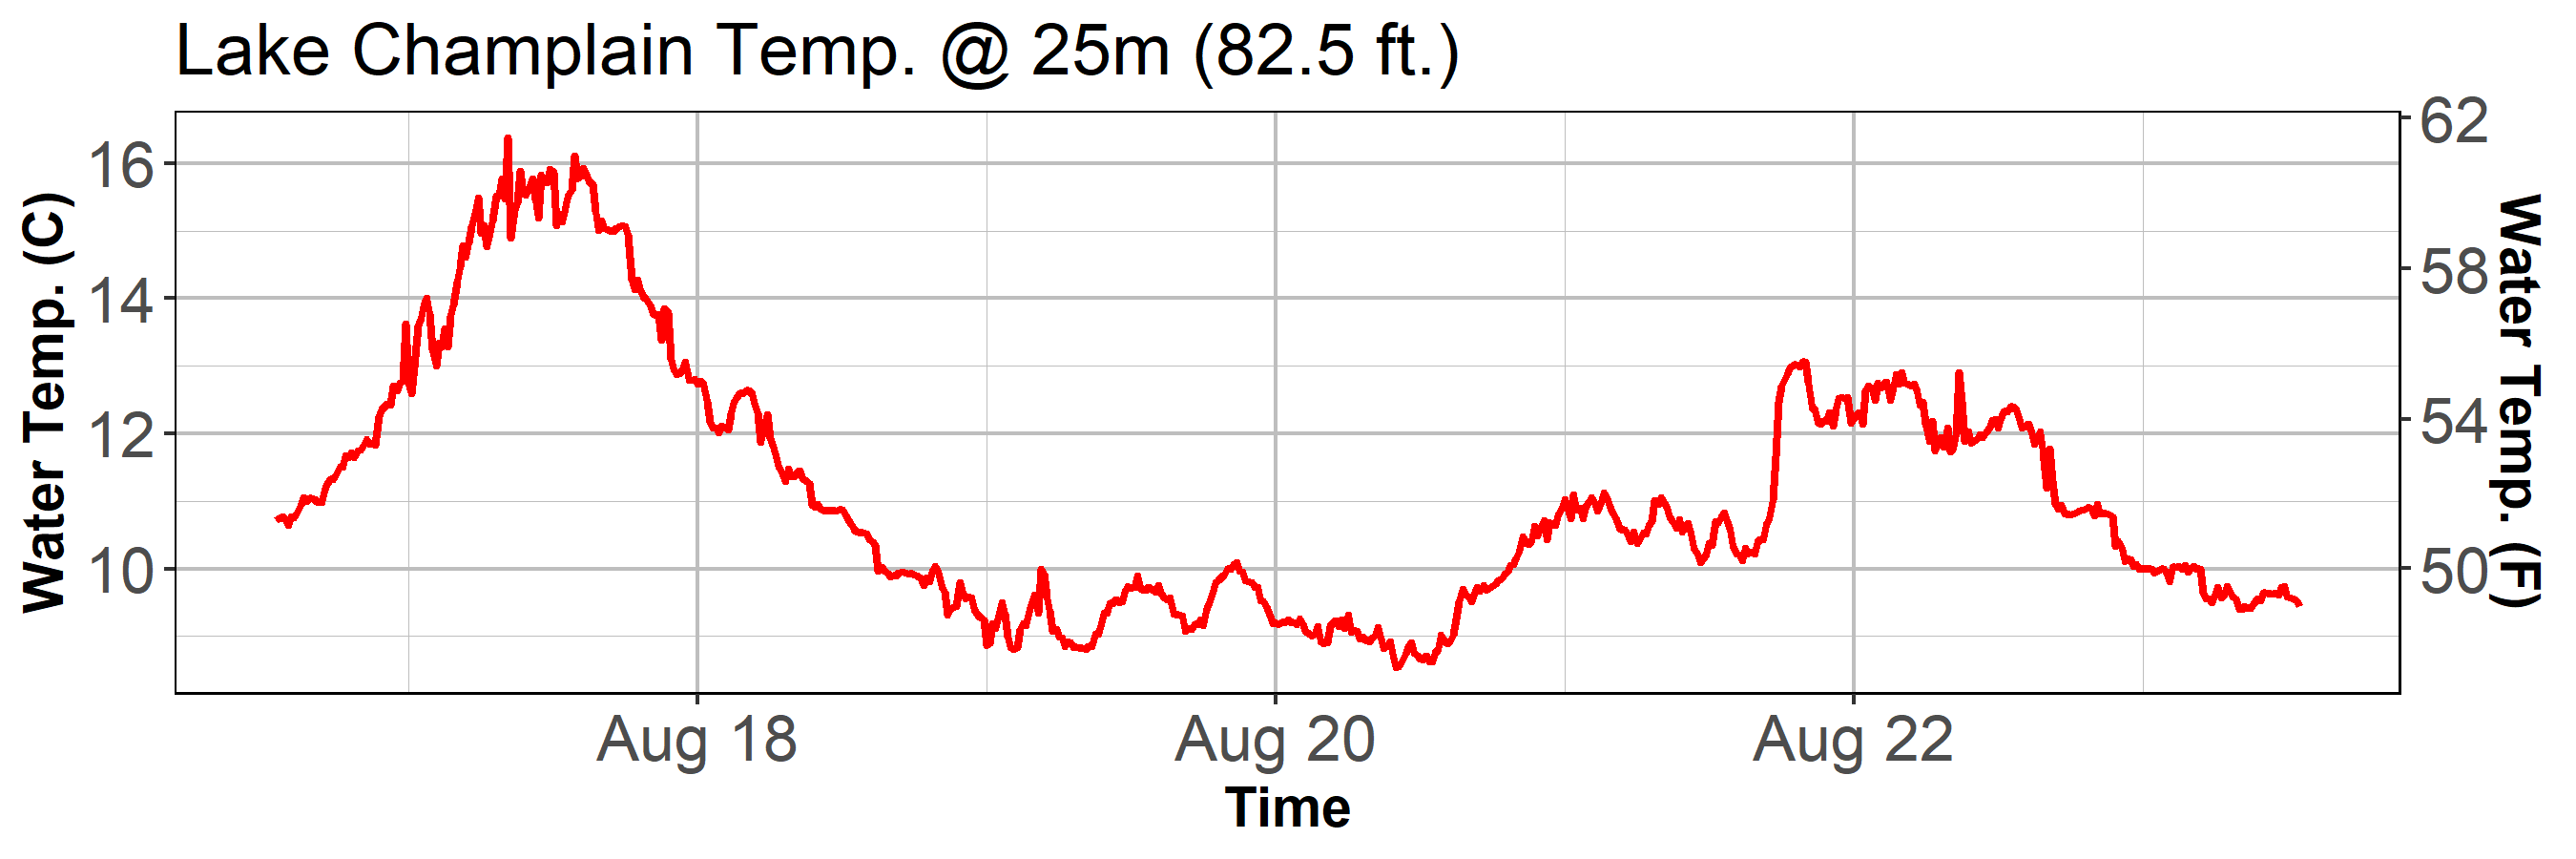 Lake Champlain Temp. @ 25m (82.5 ft.)
Water Temp. (C)
16
14
12
10
62
58
54
50
Water Temp. (F)
Aug 18
Aug 20
Aug 22
Time